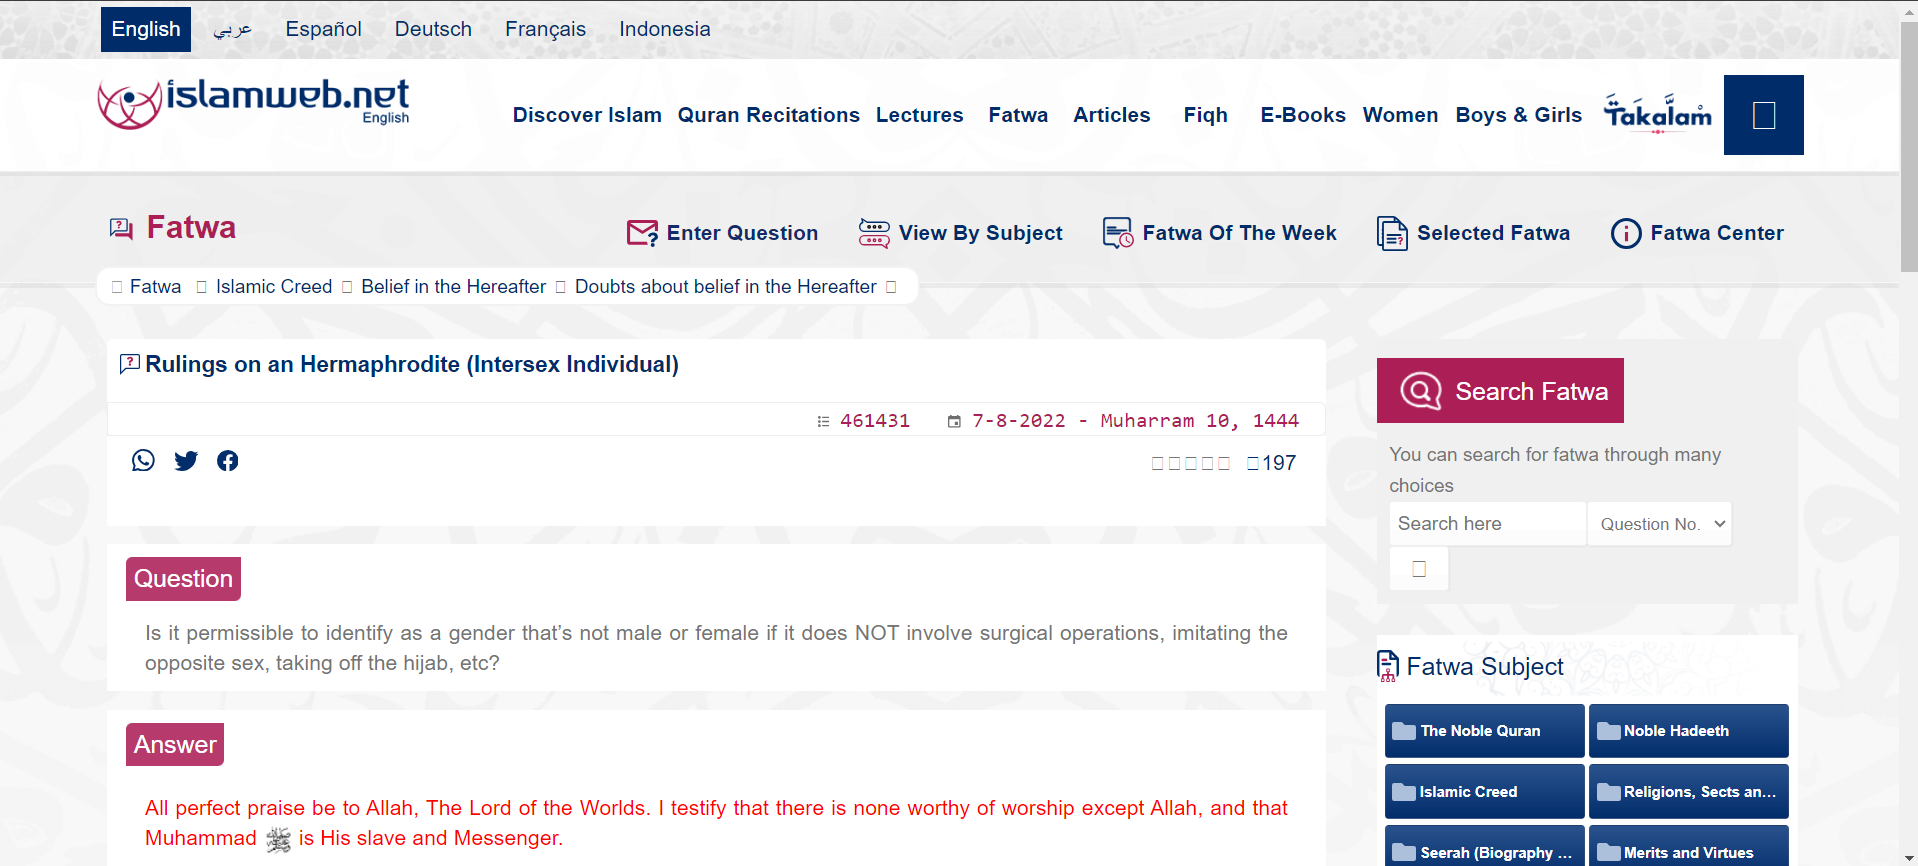 English عربي Español Deutsch Français Indonesia
islamweb.net
English
Discover Islam Quran Recitations Lectures Fatwa Articles Fiqh E-Books Women Boys & Girls Takalam
Fatwa
Enter Question View By Subject Fatwa Of The Week Selected Fatwa Fatwa Center
Fatwa Islamic Creed Belief in the Hereafter Doubts about belief in the Hereafter
Rulings on an Hermaphrodite (Intersex Individual)
461431 7-8-2022 - Muharram 10, 1444
197
Question
Is it permissible to identify as a gender that’s not male or female if it does NOT involve surgical operations, imitating the
opposite sex, taking off the hijab, etc?
Answer
All perfect praise be to Allah, The Lord of the Worlds. I testify that there is none worthy of worship except Allah, and that
Muhammad ﷺ is His slave and Messenger.
Search Fatwa
You can search for fatwa through many
choices
Search here Question No.
Fatwa Subject
The Noble Quran Noble Hadeeth
Islamic Creed Religions, Sects an...
Seerah (Biography ... Merits and Virtues